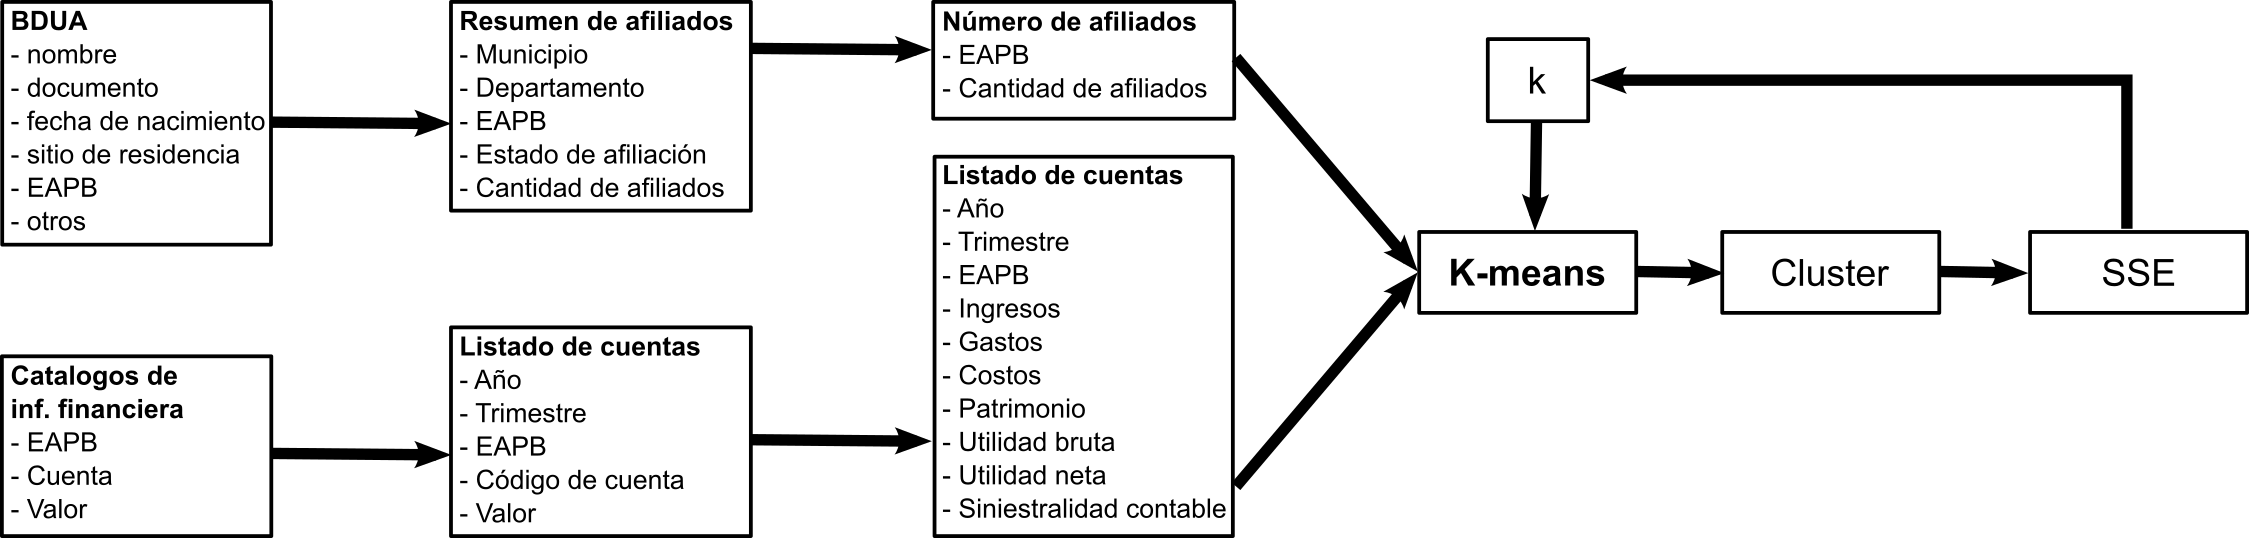 BDUA
- nombre
- documento
- fecha de nacimiento
- sitio de residencia
- EAPB
- otros
Resumen de afiliados
- Municipio
- Departamento
- EAPB
- Estado de afiliación
- Cantidad de afiliados
Número de afiliados
- EAPB
- Cantidad de afiliados
Catalogos de
inf. financiera
- EAPB
- Cuenta
- Valor
Listado de cuentas
- Año
- Trimestre
- EAPB
- Código de cuenta
- Valor
Listado de cuentas
- Año
- Trimestre
- EAPB
- Ingresos
- Gastos
- Costos
- Patrimonio
- Utilidad bruta
- Utilidad neta
- Siniestralidad contable
k
K-means
Cluster
SSE